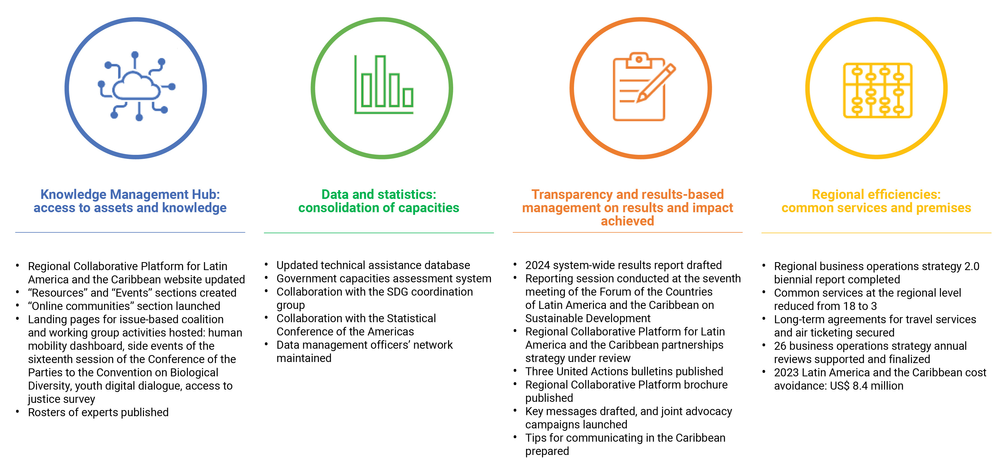 Knowledge Management Hub:
access to assets and knowledge
• Regional Collaborative Platform for Latin
America and the Caribbean website updated
• “Resources” and “Events” sections created
• “Online communities” section launched
• Landing pages for issue-based coalition
and working group activities hosted: human
mobility dashboard, side events of the
sixteenth session of the Conference of the
Parties to the Convention on Biological
Diversity, youth digital dialogue, access to
justice survey
• Rosters of experts published
Data and statistics:
consolidation of capacities
• Updated technical assistance database
• Government capacities assessment system
• Collaboration with the SDG coordination
group
• Collaboration with the Statistical
Conference of the Americas
• Data management officers’ network
maintained
Transparency and results-based
management on results and impact
achieved
• 2024 system-wide results report drafted
• Reporting session conducted at the seventh
meeting of the Forum of the Countries
of Latin America and the Caribbean on
Sustainable Development
• Regional Collaborative Platform for Latin
America and the Caribbean partnerships
strategy under review
• Three United Actions bulletins published
• Regional Collaborative Platform brochure
published
• Key messages drafted, and joint advocacy
campaigns launched
• Tips for communicating in the Caribbean
prepared
Regional efficiencies:
common services and premises
• Regional business operations strategy 2.0
biennial report completed
• Common services at the regional level
reduced from 18 to 3
• Long-term agreements for travel services
and air ticketing secured
• 26 business operations strategy annual
reviews supported and finalized
• 2023 Latin America and the Caribbean cost
avoidance: US$ 8.4 million